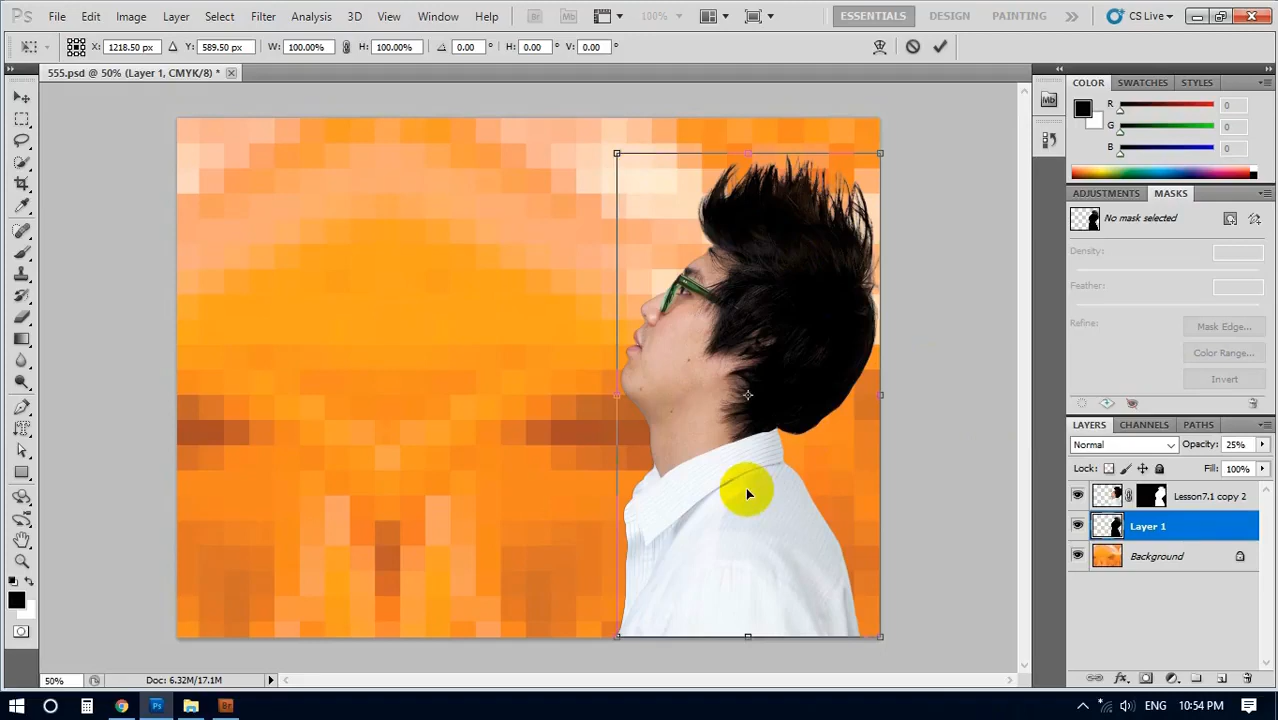 Ps File Edit Image Layer Select Filter Analysis 3D View Window Help Br Mb 100% ESSENTIALS DESIGN PAINTING CS Live
X: 1218.50 px Y: 589.50 px W: 100.00% H: 100.00% 0.00 ° H: 0.00 ° V: 0.00 °
555.psd @ 50% (Layer 1, CMYK/8) *
COLOR SWATCHES STYLES
R 0
G 0
B 0
ADJUSTMENTS MASKS
No mask selected
Density:
Feather:
Refine: Mask Edge...
Color Range...
Invert
LAYERS CHANNELS PATHS
Normal Opacity: 25%
Lock: Fill: 100%
Lesson7.1 copy 2
Layer 1
Background
50% Doc: 6.32M/17.1M
Ps Br ENG 10:54 PM